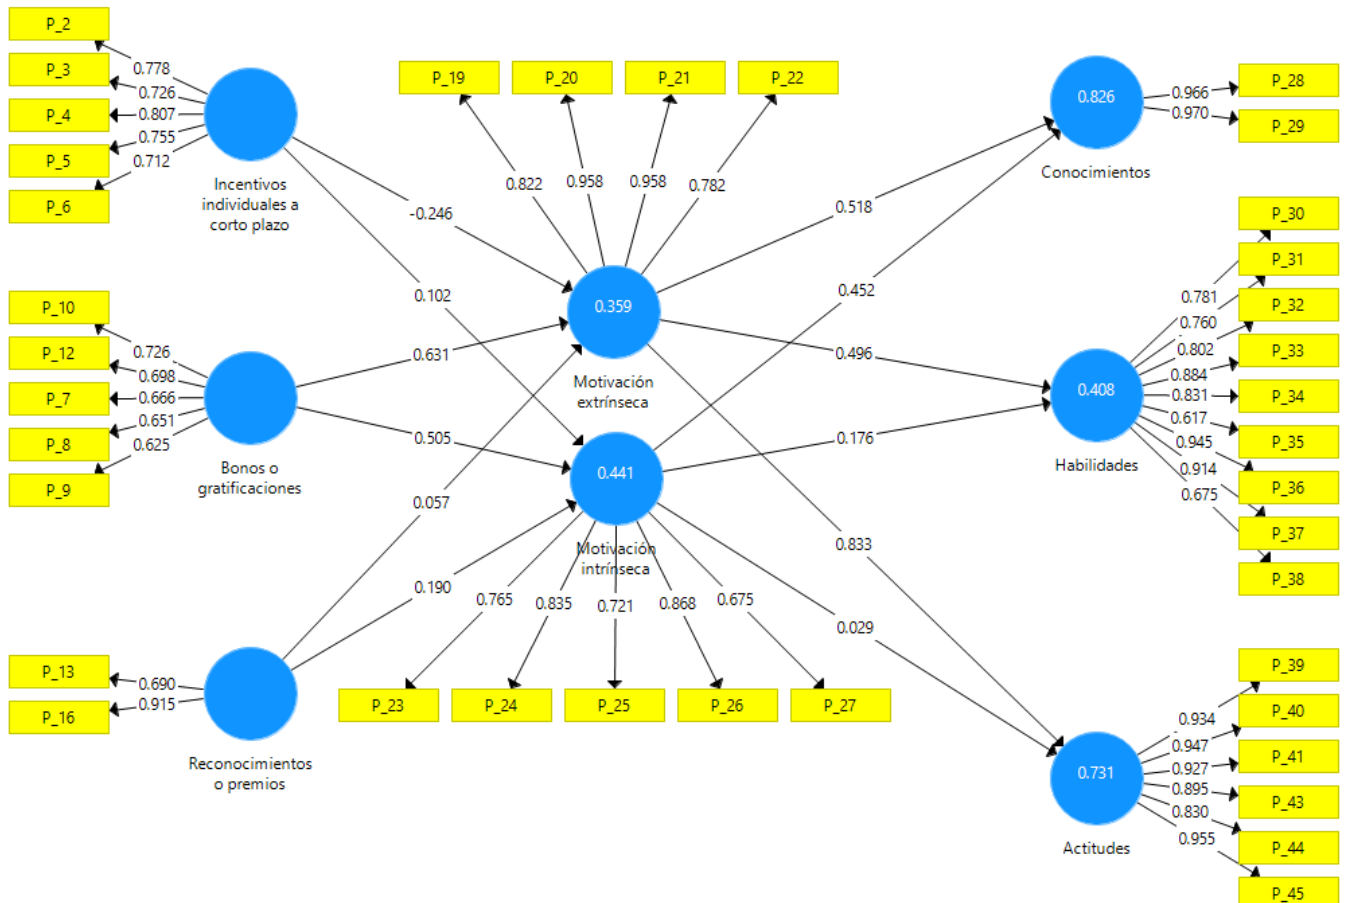 P_2
P_3
P_4
P_5
P_6
0.778
0.726
0.807
0.755
0.712
Incentivos
individuales a
corto plazo
P_10
P_12
P_7
P_8
P_9
0.726
0.698
0.666
0.651
0.625
Bonos o
gratificaciones
P_13
P_16
0.690
0.915
Reconocimientos
o premios
-0.246
0.102
0.631
0.505
0.057
0.190
P_19
P_20
P_21
P_22
0.822
0.958
0.958
0.782
0.359
Motivación
extrínseca
0.441
Motivación
intrínseca
0.765
0.835
0.721
0.868
0.675
P_23
P_24
P_25
P_26
P_27
0.518
0.452
0.496
0.176
0.833
0.029
0.826
Conocimientos
0.966
0.970
P_28
P_29
0.408
Habilidades
0.781
0.760
0.802
0.884
0.831
0.617
0.945
0.914
0.675
P_30
P_31
P_32
P_33
P_34
P_35
P_36
P_37
P_38
0.731
Actitudes
0.934
0.947
0.927
0.895
0.830
0.955
P_39
P_40
P_41
P_43
P_44
P_45